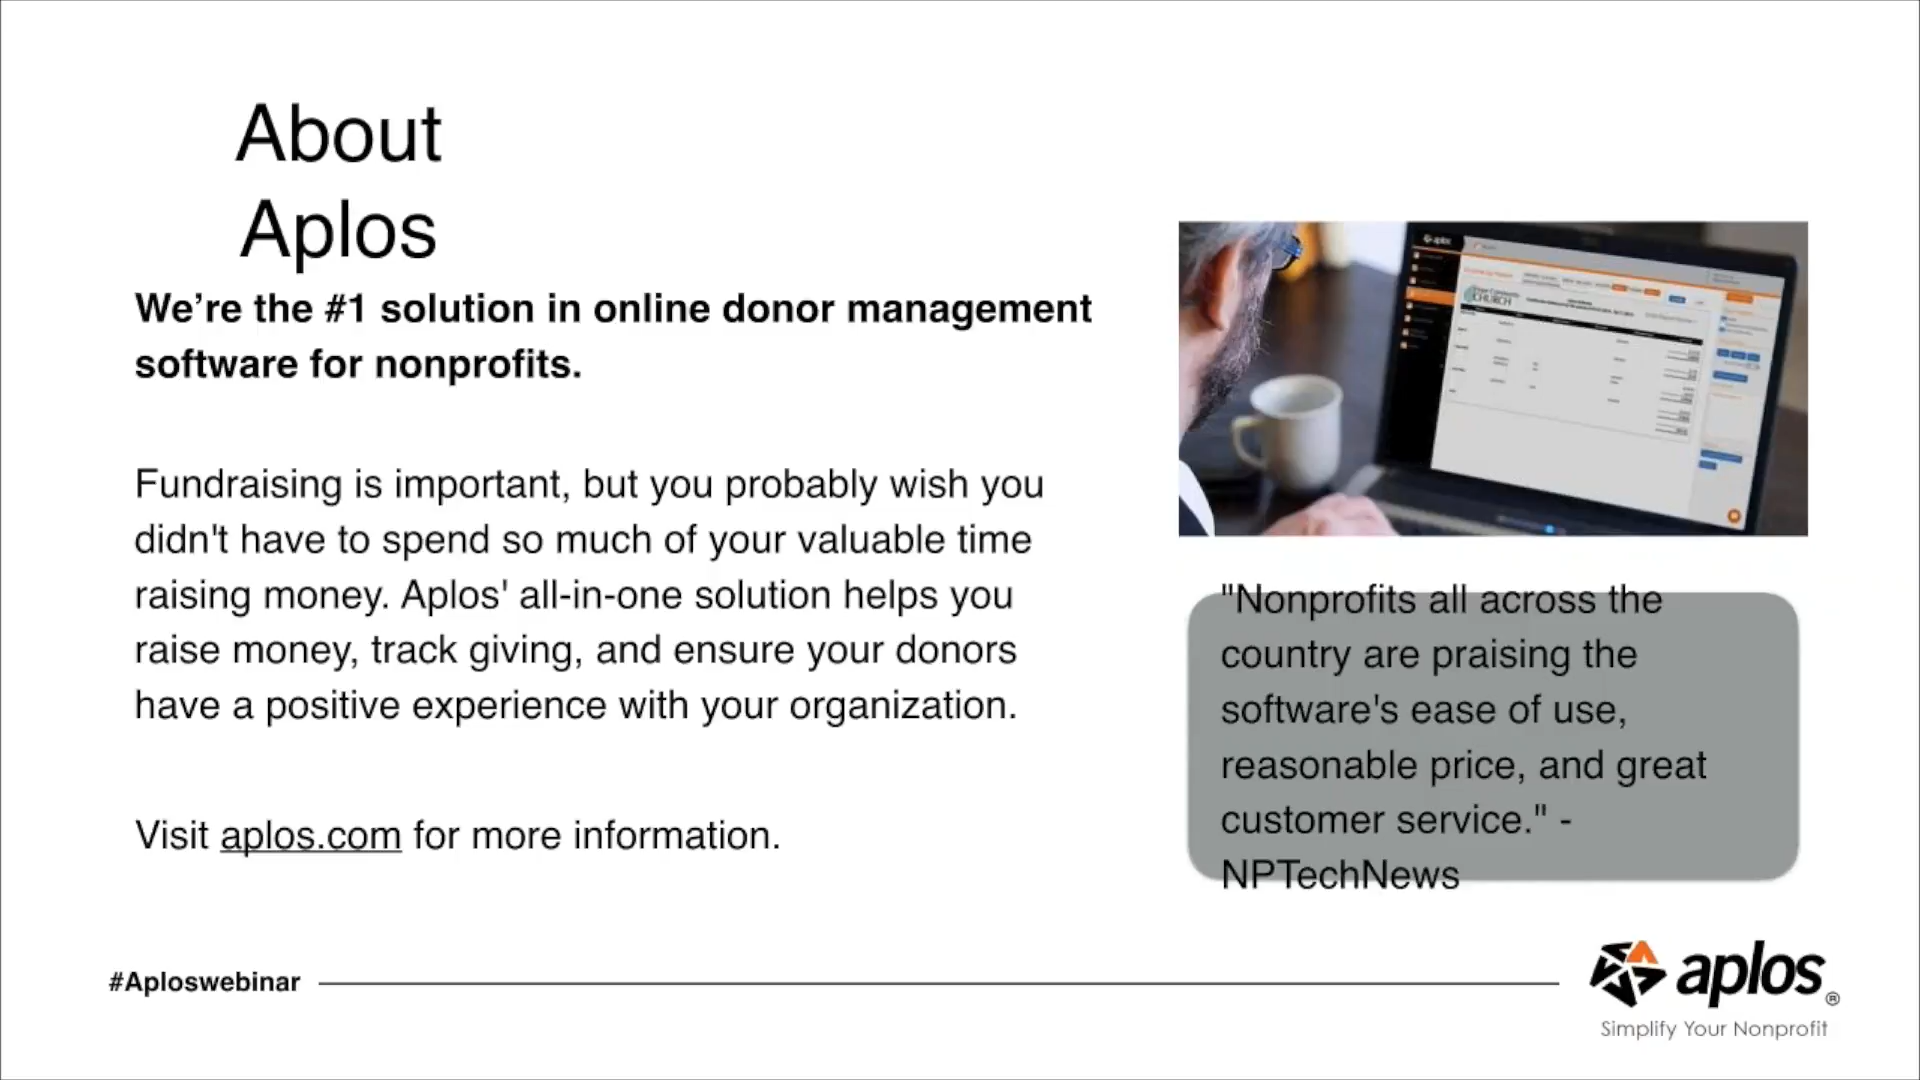 About
Aplos
We’re the #1 solution in online donor management
software for nonprofits.
Fundraising is important, but you probably wish you
didn't have to spend so much of your valuable time
raising money. Aplos' all-in-one solution helps you
raise money, track giving, and ensure your donors
have a positive experience with your organization.
Visit aplos.com for more information.
aplos
CHURCH
"Nonprofits all across the
country are praising the
software's ease of use,
reasonable price, and great
customer service." -
NPTechNews
#Aploswebinar
aplos®
Simplify Your Nonprofit